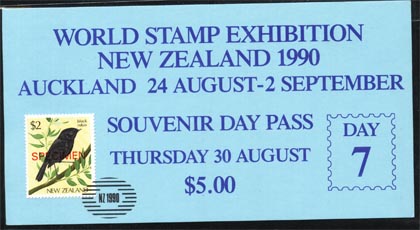 WORLD STAMP EXHIBITION
NEW ZEALAND 1990
AUCKLAND 24 AUGUST-2 SEPTEMBER
SOUVENIR DAY PASS
THURSDAY 30 AUGUST
$5.00
DAY
7
$2
black
robin
SPECIMEN
NEW ZEALAND
NZ 1990